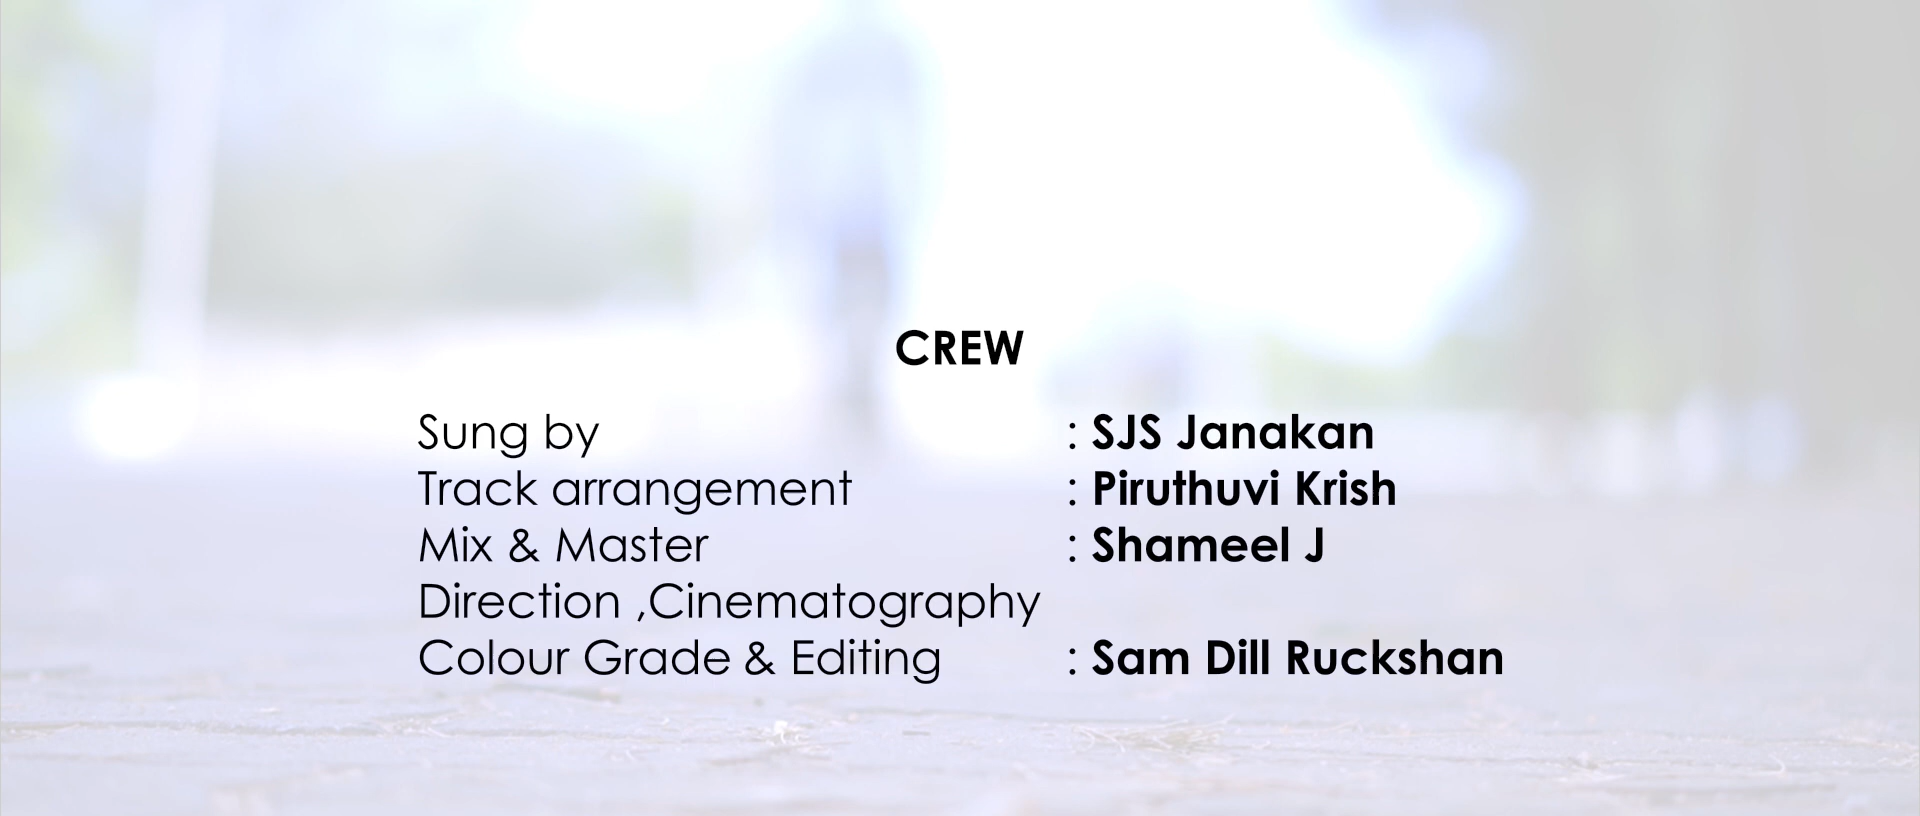 CREW
Sung by : SJS Janakan
Track arrangement : Piruthuvi Krish
Mix & Master : Shameel J
Direction ,Cinematography
Colour Grade & Editing : Sam Dill Ruckshan